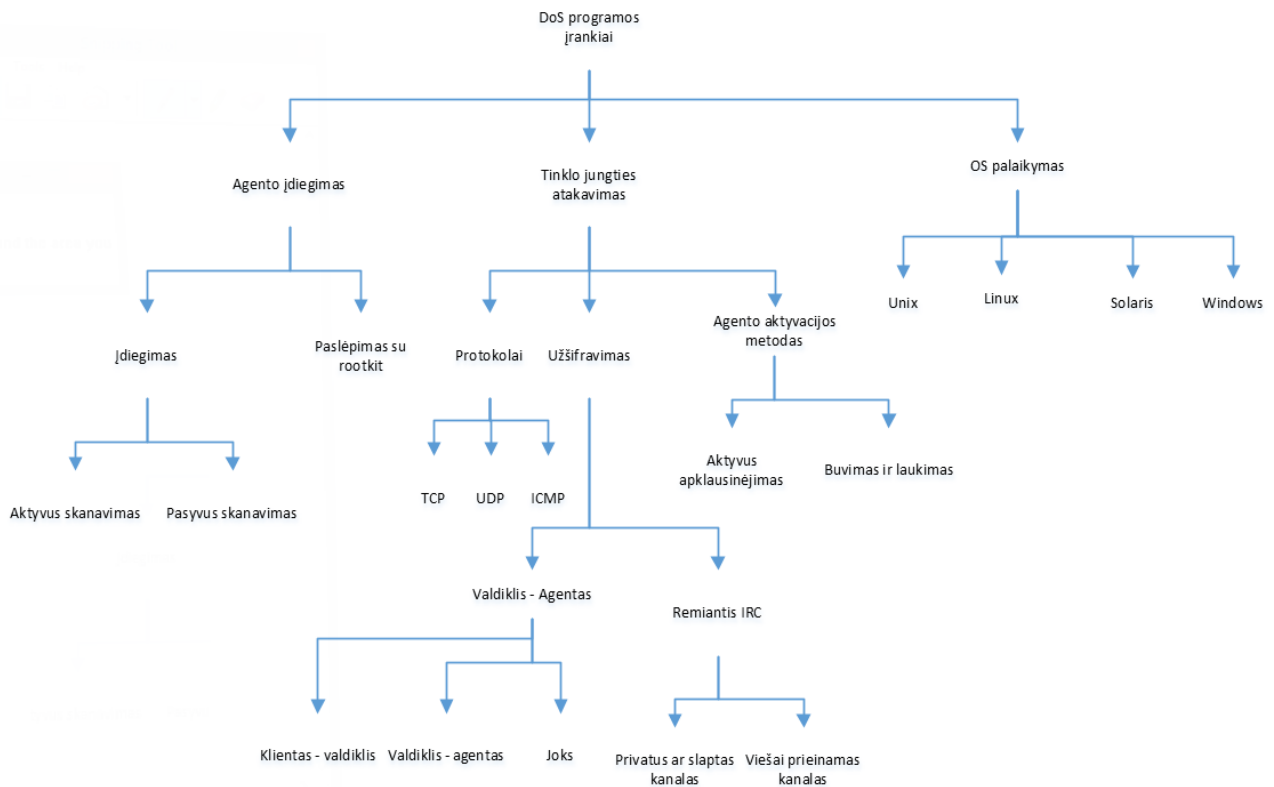 DoS programos
įrankiai
Agento įdiegimas
Tinklo jungties
atakavimas
OS palaikymas
Unix
Linux
Solaris
Windows
Įdiegimas
Paslėpimas su
rootkit
Protokolai
Užšifravimas
Agento aktyvacijos
metodas
Aktyvus skanavimas
Pasyvus skanavimas
TCP
UDP
ICMP
Aktyvus
apklausinėjimas
Buvimas ir laukimas
Valdiklis - Agentas
Remiantis IRC
Klientas - valdiklis
Valdiklis - agentas
Joks
Privatus ar slaptas
kanalas
Viešai prieinamas
kanalas